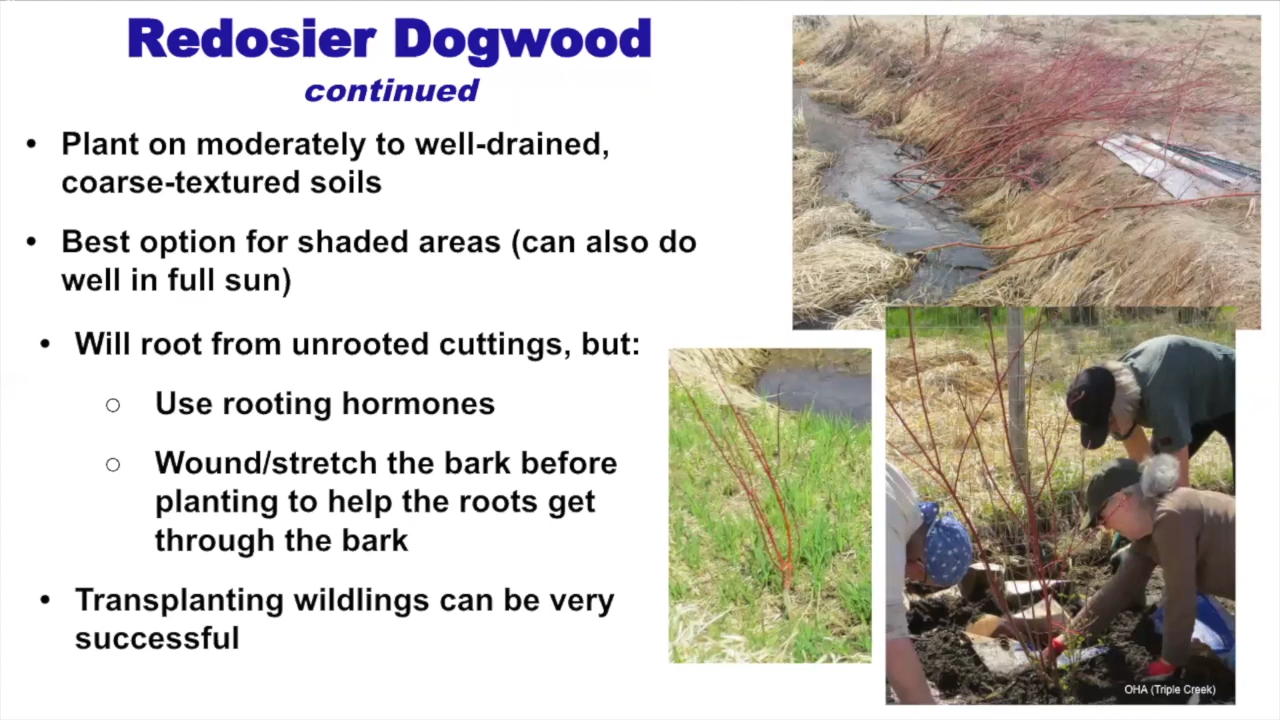 Redosier Dogwood
continued
• Plant on moderately to well-drained,
coarse-textured soils
• Best option for shaded areas (can also do
well in full sun)
• Will root from unrooted cuttings, but:
○ Use rooting hormones
○ Wound/stretch the bark before
planting to help the roots get
through the bark
• Transplanting wildlings can be very
successful
OHA (Triple Creek)